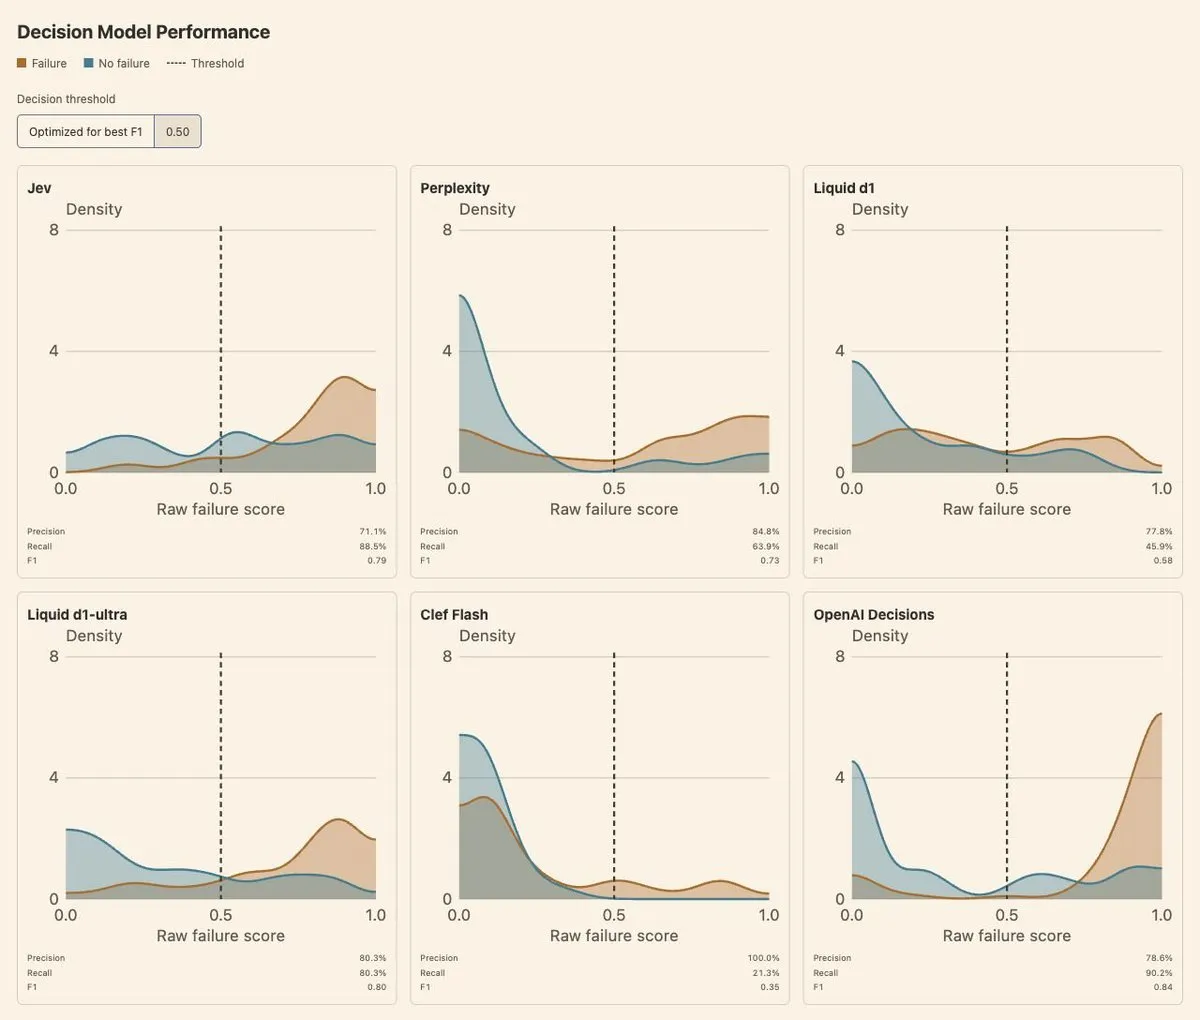 Decision Model Performance
Failure No failure Threshold
Decision threshold
Optimized for best F1 0.50
Jev
Density
8
4
0
0.0 0.5 1.0
Raw failure score
Precision 71.1%
Recall 88.5%
F1 0.79
Perplexity
Density
8
4
0
0.0 0.5 1.0
Raw failure score
Precision 84.8%
Recall 63.9%
F1 0.73
Liquid d1
Density
8
4
0
0.0 0.5 1.0
Raw failure score
Precision 77.8%
Recall 45.9%
F1 0.58
Liquid d1-ultra
Density
8
4
0
0.0 0.5 1.0
Raw failure score
Precision 80.3%
Recall 80.3%
F1 0.80
Clef Flash
Density
8
4
0
0.0 0.5 1.0
Raw failure score
Precision 100.0%
Recall 21.3%
F1 0.35
OpenAI Decisions
Density
8
4
0
0.0 0.5 1.0
Raw failure score
Precision 78.6%
Recall 90.2%
F1 0.84